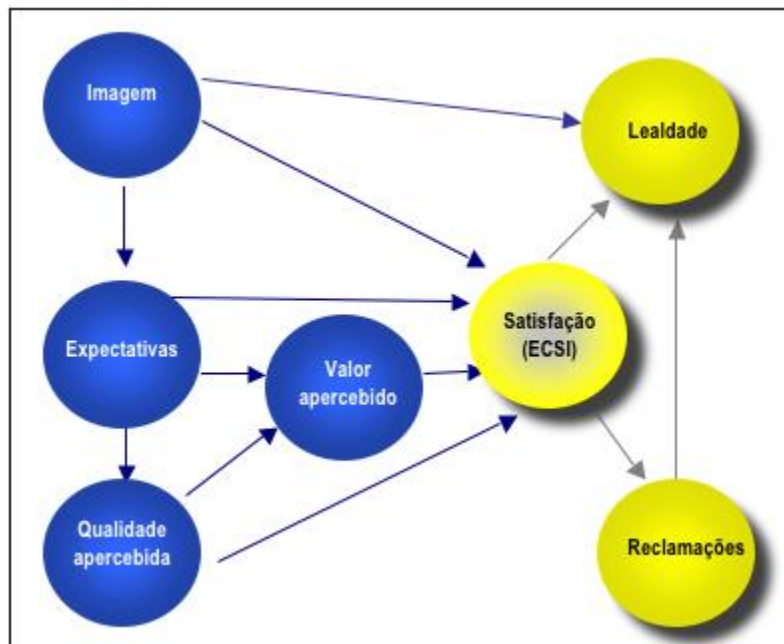 Imagem
Lealdade
Satisfação
(ECSI)
Expectativas
Valor
apercebido
Qualidade
apercebida
Reclamações